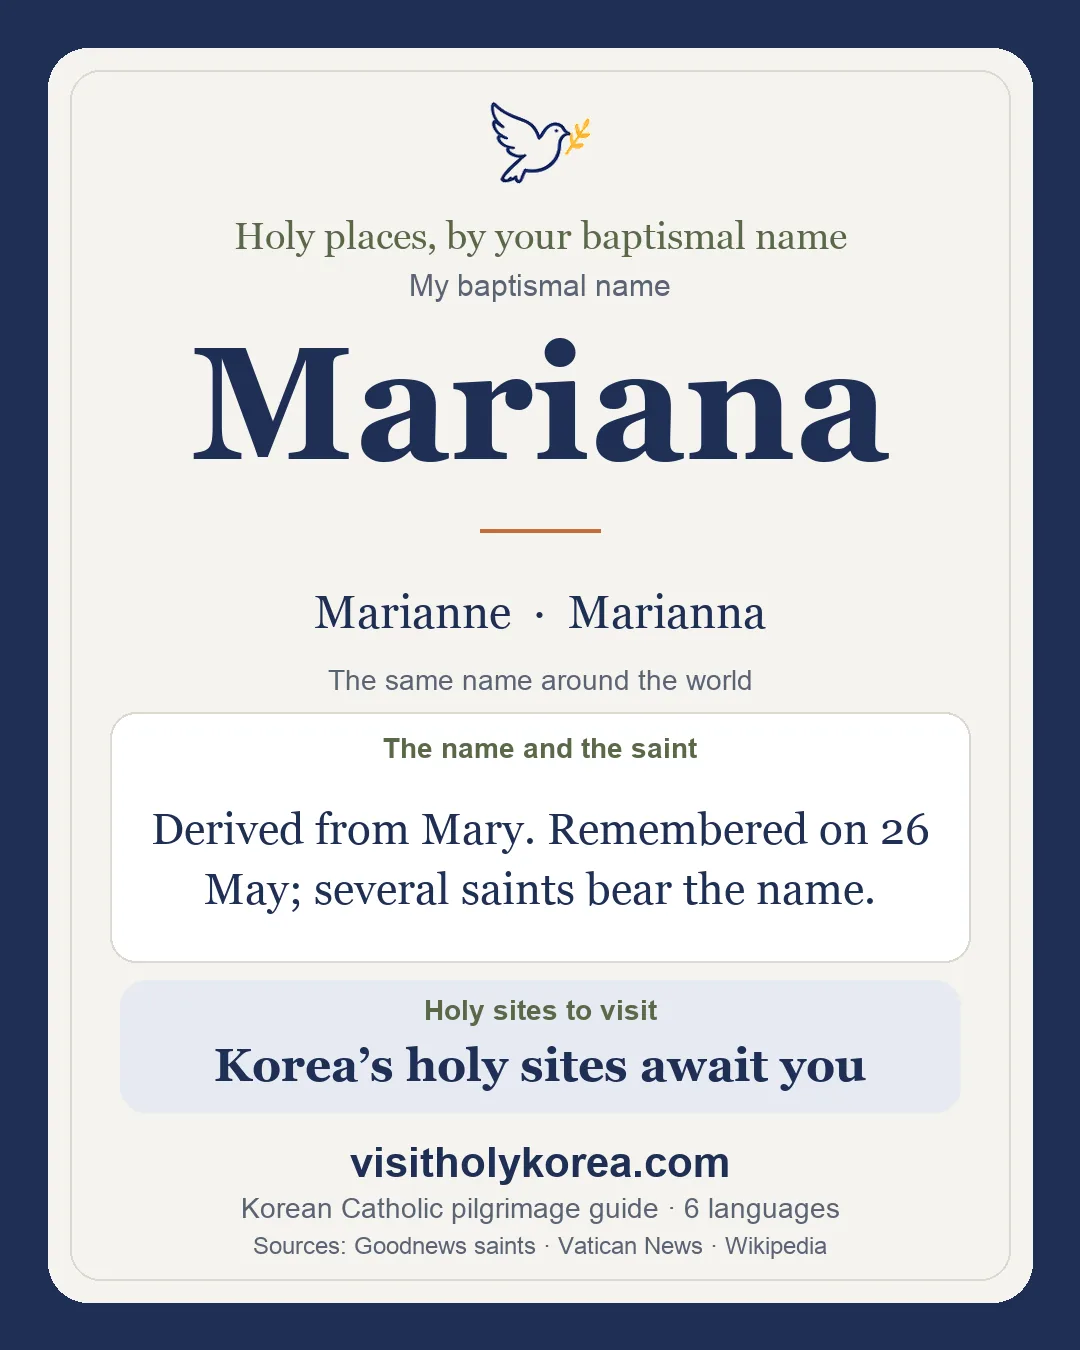 Holy places, by your baptismal name
My baptismal name
Mariana
Marianne · Marianna
The same name around the world
The name and the saint
Derived from Mary. Remembered on 26
May; several saints bear the name.
Holy sites to visit
Korea’s holy sites await you
visitholykorea.com
Korean Catholic pilgrimage guide · 6 languages
Sources: Goodnews saints · Vatican News · Wikipedia